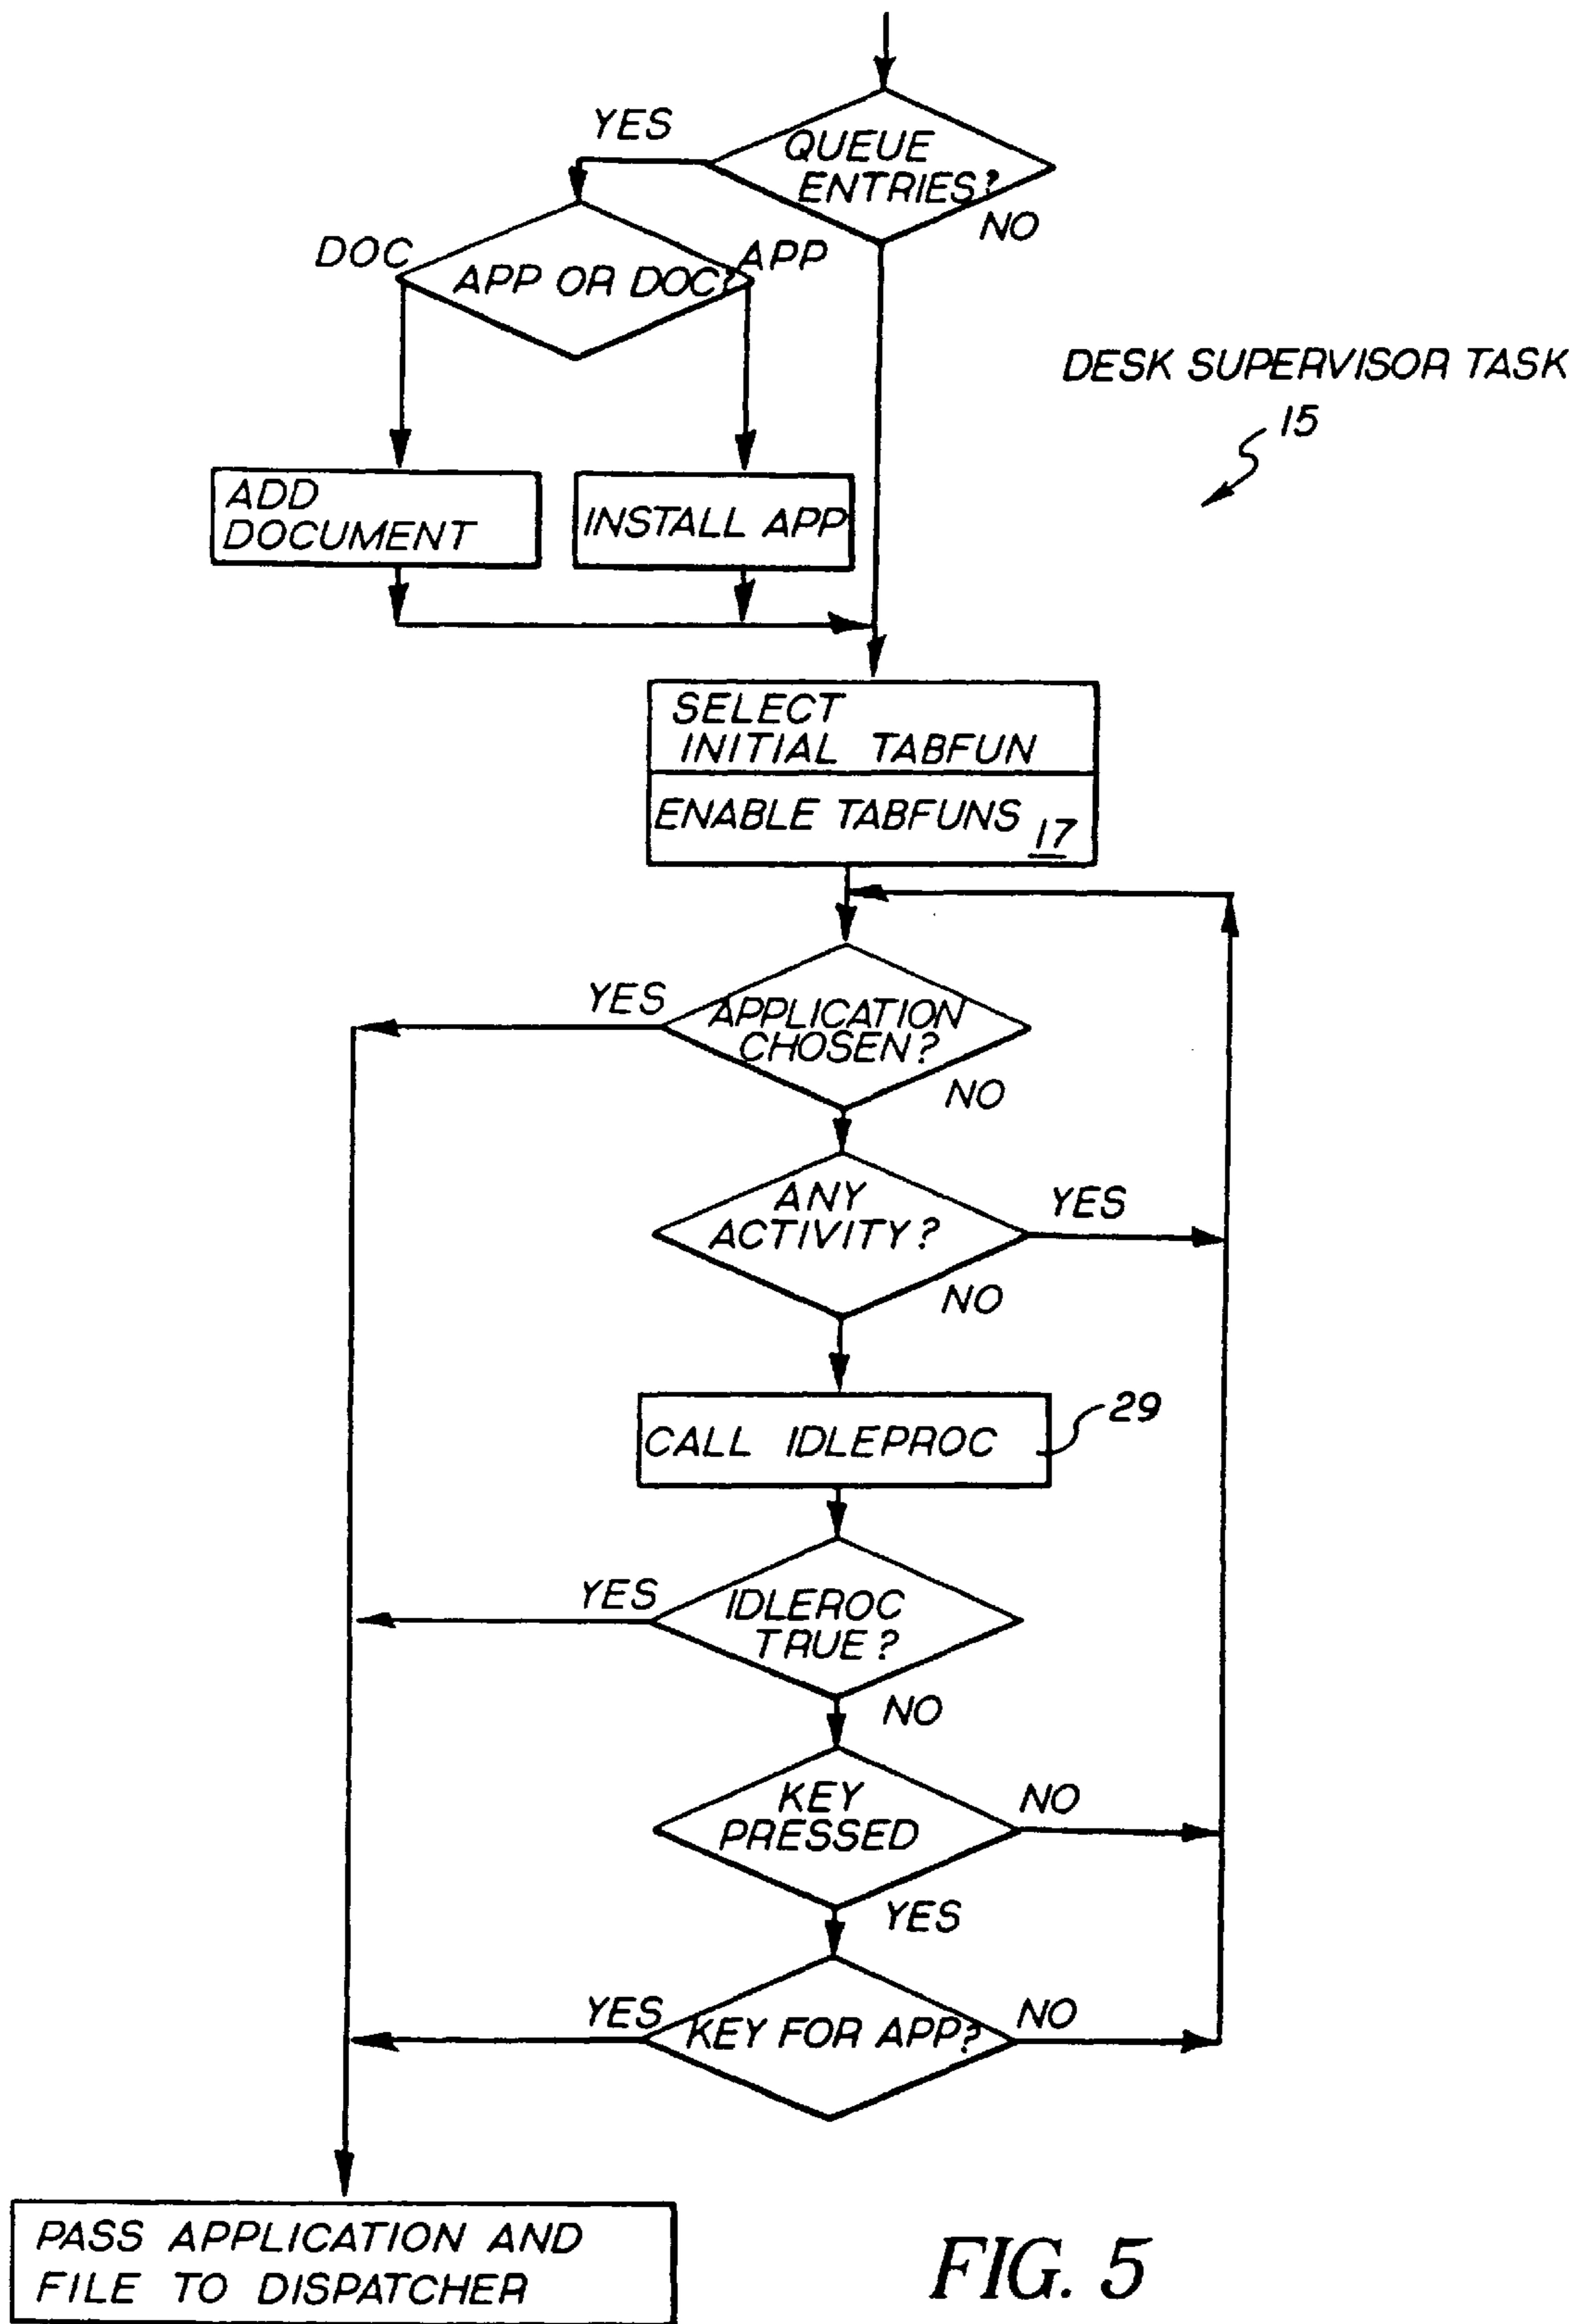 YES
QUEUE
ENTRIES?
NO
DOC
APP
APP OR DOC?
DESK SUPERVISOR TASK
15
ADD
DOCUMENT
INSTALL APP
SELECT
INITIAL TABFUN
ENABLE TABFUNS 17
YES
APPLICATION
CHOSEN?
NO
ANY
ACTIVITY?
YES
NO
CALL IDLEPROC
29
YES
IDLEROC
TRUE?
NO
KEY
PRESSED
NO
YES
YES
KEY FOR APP?
NO
PASS APPLICATION AND
FILE TO DISPATCHER
FIG. 5